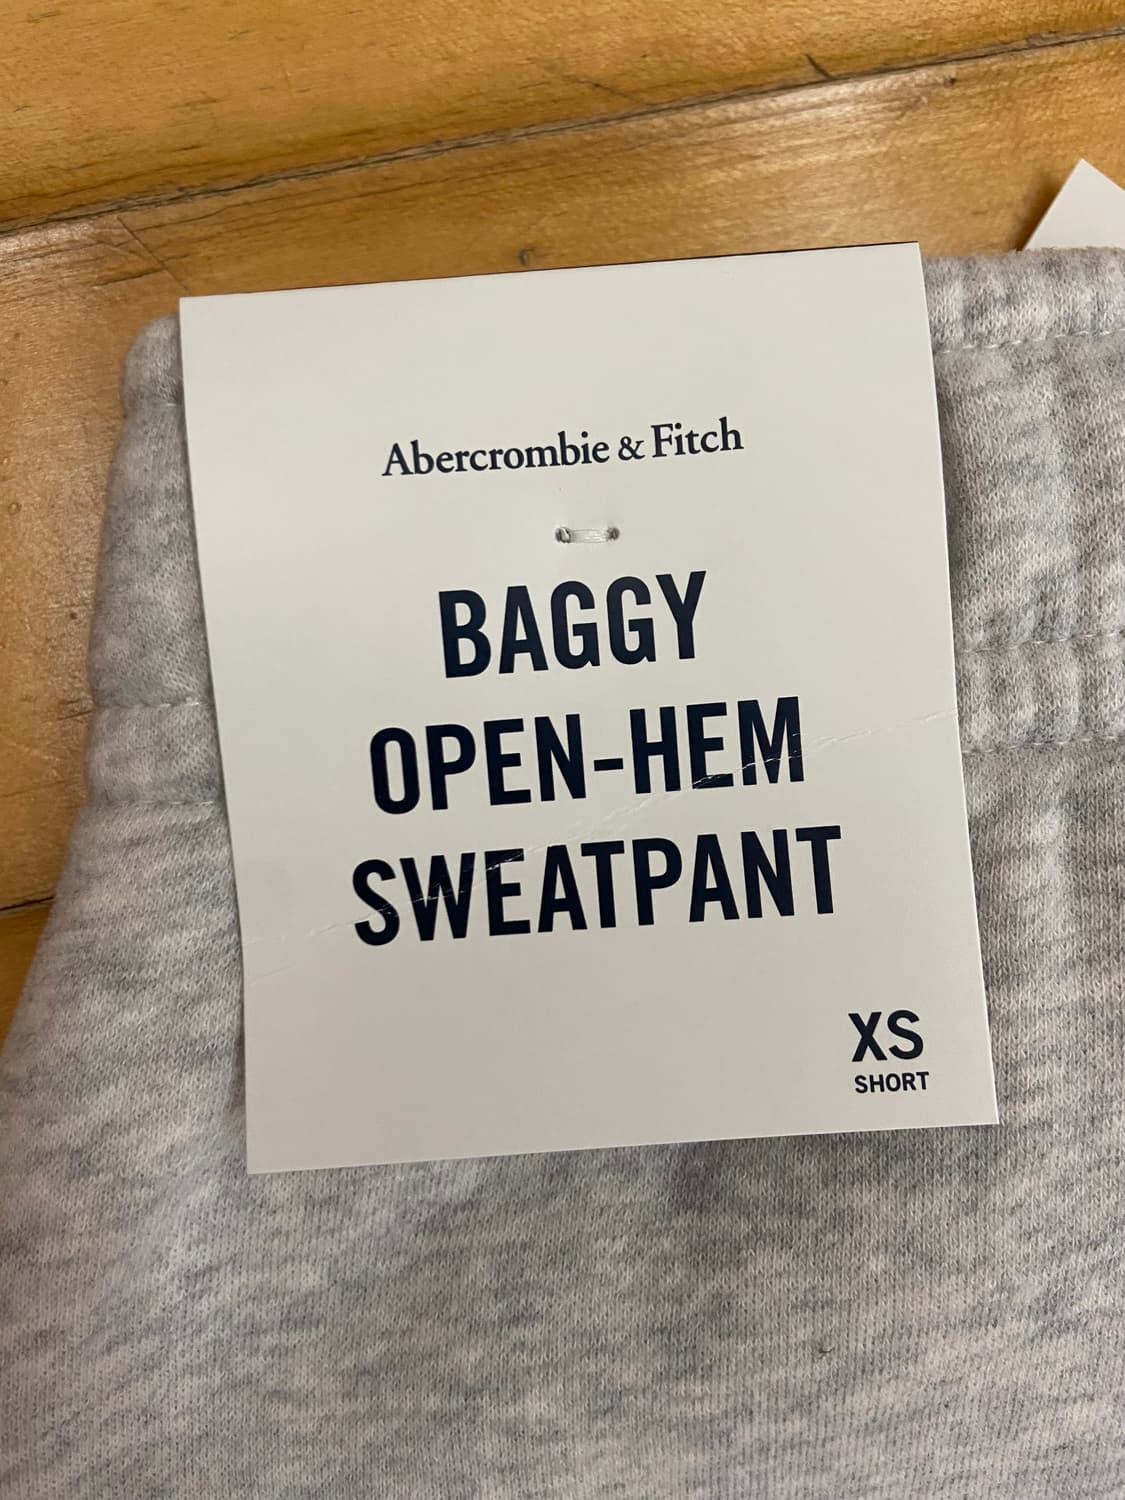 Abercrombie & Fitch
BAGGY
OPEN-HEM
SWEATPANT
XS
SHORT